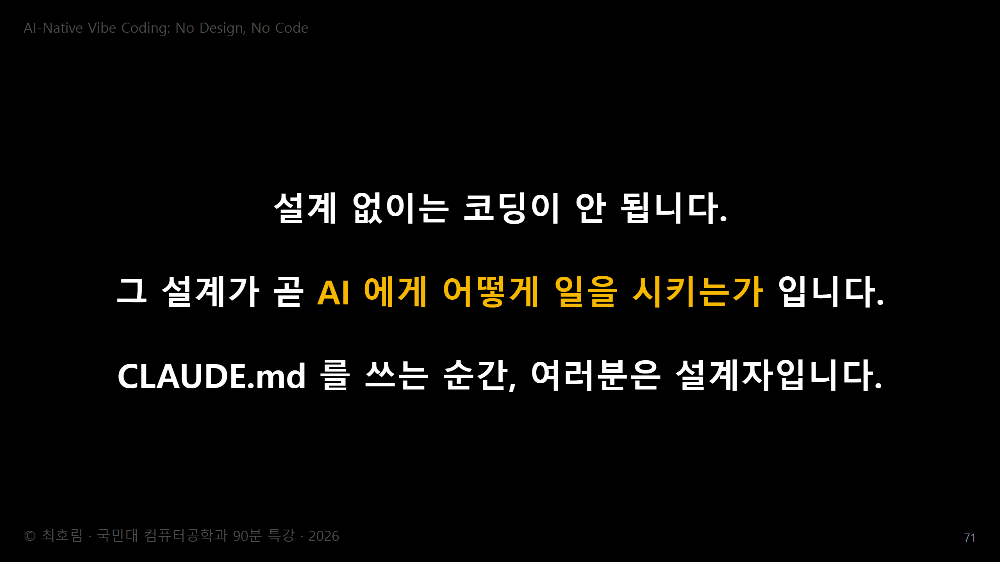 AI-Native Vibe Coding: No Design, No Code
설계 없이는 코딩이 안 됩니다.
그 설계가 곧 AI 에게 어떻게 일을 시키는가 입니다.
CLAUDE.md 를 쓰는 순간, 여러분은 설계자입니다.
© 최호림 · 국민대 컴퓨터공학과 90분 특강 · 2026
71